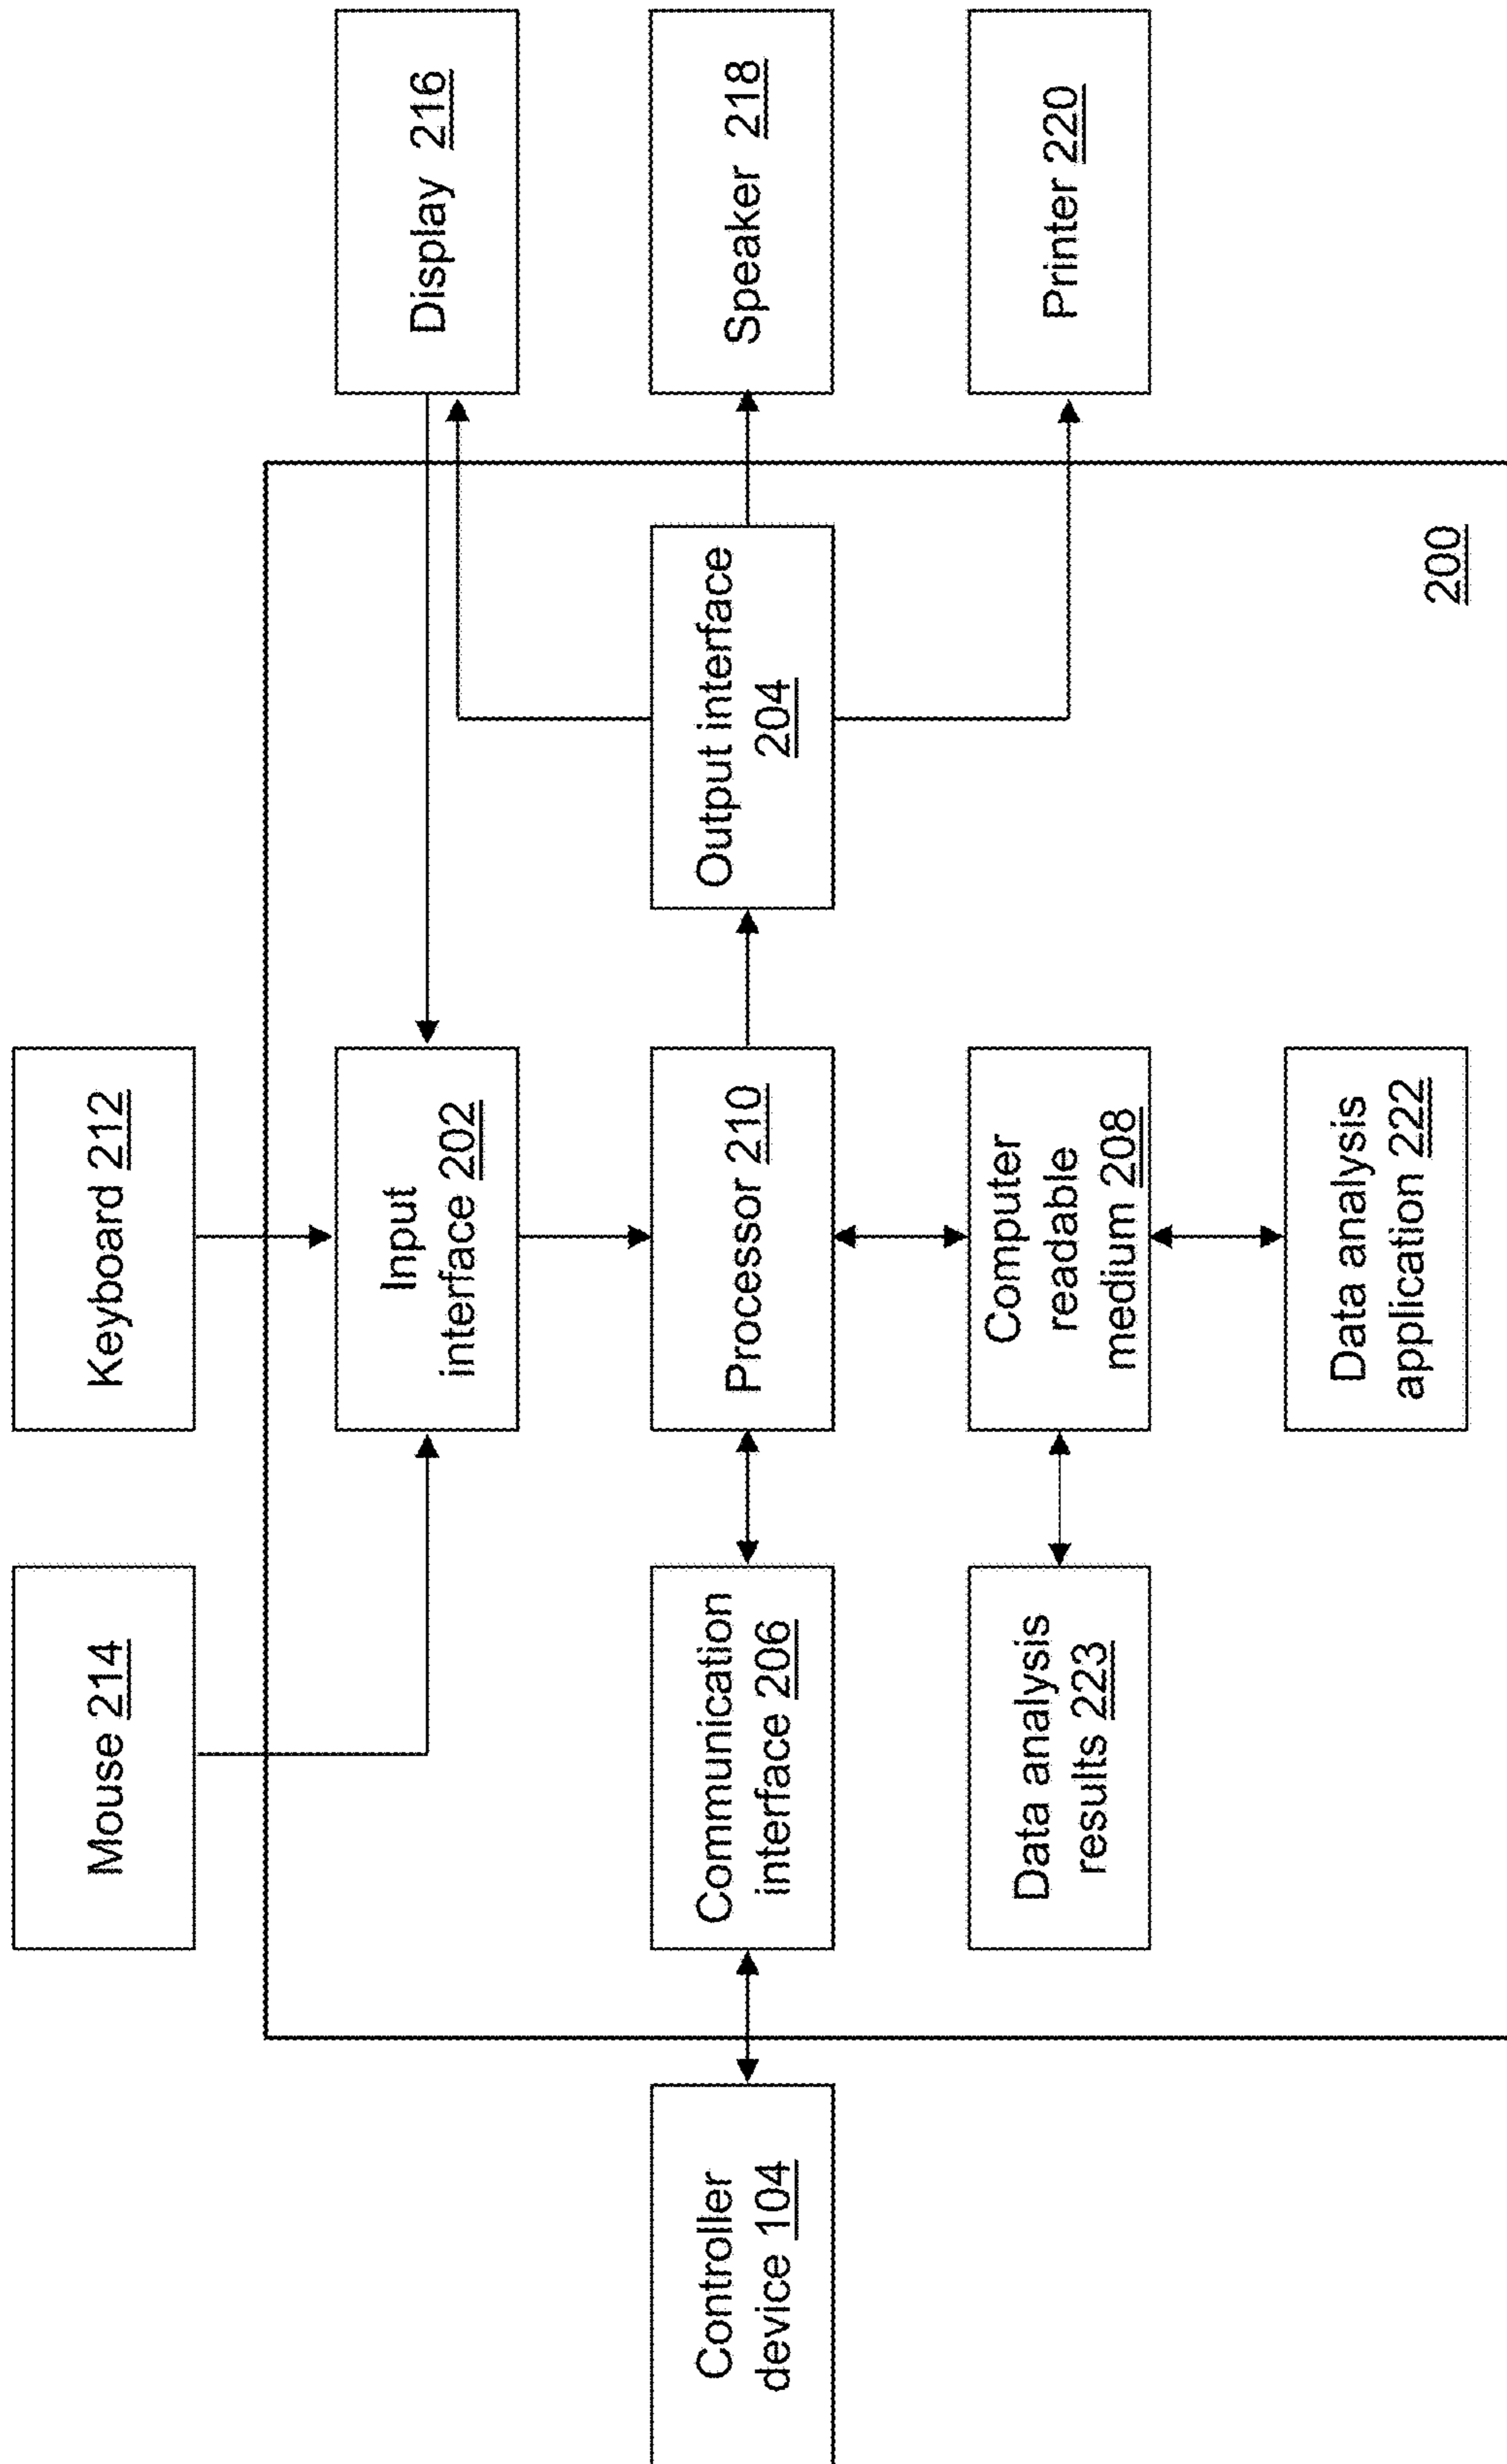 Mouse 214
Keyboard 212
Input
interface 202
Display 216
Controller
device 104
Communication
interface 206
Processor 210
Output interface
204
Speaker 218
Data analysis
results 223
Computer
readable
medium 208
Printer 220
Data analysis
application 222
200